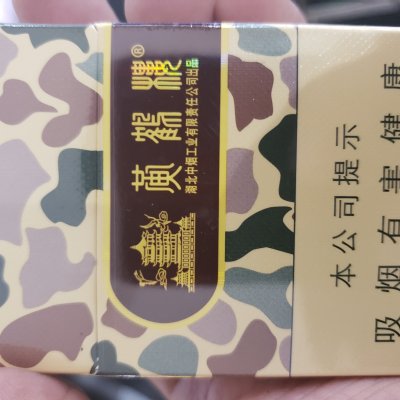 黄鹤楼®
湖北中烟工业有限责任公司出品
本公司提示
吸烟有害健康